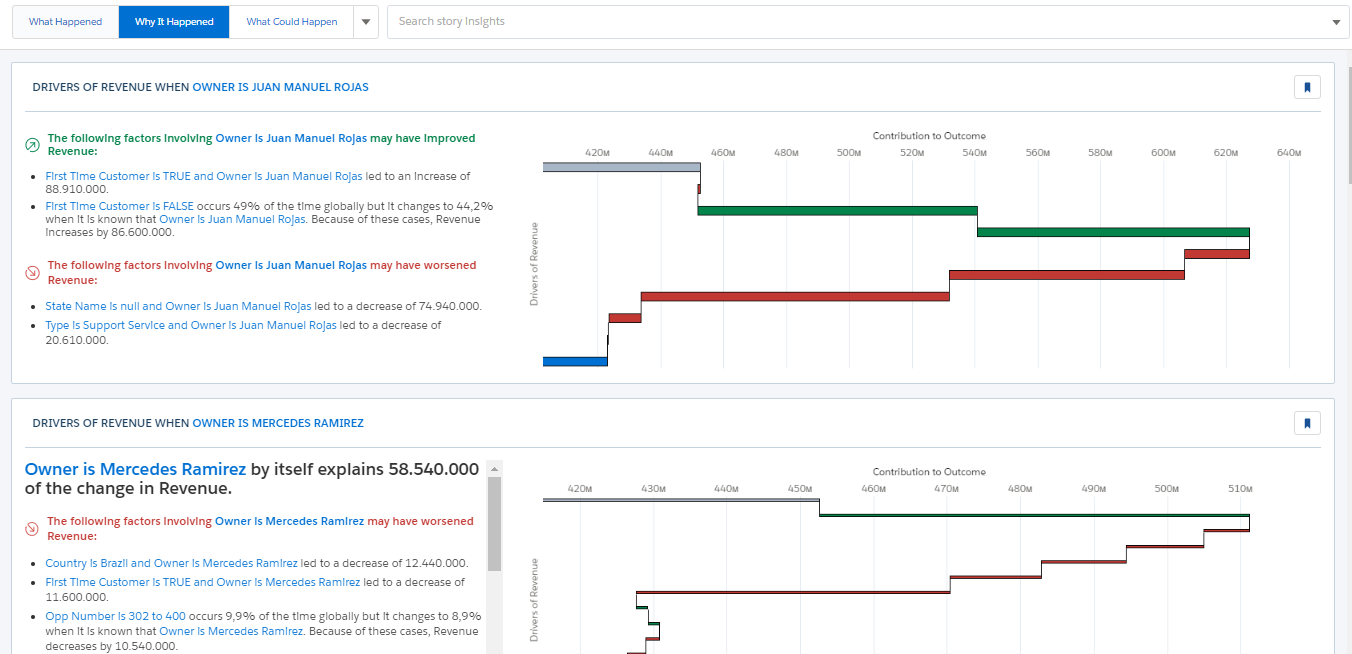 What Happened
Why It Happened
What Could Happen
Search story insights
DRIVERS OF REVENUE WHEN OWNER IS JUAN MANUEL ROJAS
The following factors involving Owner is Juan Manuel Rojas may have improved
Revenue:
First Time Customer is TRUE and Owner is Juan Manuel Rojas led to an increase of
88.910.000.
First Time Customer is FALSE occurs 49% of the time globally but it changes to 44,2%
when it is known that Owner is Juan Manuel Rojas. Because of these cases, Revenue
increases by 86.600.000.
The following factors involving Owner is Juan Manuel Rojas may have worsened
Revenue:
State Name is null and Owner is Juan Manuel Rojas led to a decrease of 74.940.000.
Type is Support Service and Owner is Juan Manuel Rojas led to a decrease of
20.610.000.
Contribution to Outcome
420M 440M 460M 480M 500M 520M 540M 560M 580M 600M 620M 640M
Drivers of Revenue
DRIVERS OF REVENUE WHEN OWNER IS MERCEDES RAMIREZ
Owner is Mercedes Ramirez by itself explains 58.540.000
of the change in Revenue.
The following factors involving Owner is Mercedes Ramirez may have worsened
Revenue:
Country is Brazil and Owner is Mercedes Ramirez led to a decrease of 12.440.000.
First Time Customer is TRUE and Owner is Mercedes Ramirez led to a decrease of
11.600.000.
Opp Number is 302 to 400 occurs 9,9% of the time globally but it changes to 8,9%
when it is known that Owner is Mercedes Ramirez. Because of these cases, Revenue
decreases by 10.540.000.
Contribution to Outcome
420M 430M 440M 450M 460M 470M 480M 490M 500M 510M
Drivers of Revenue